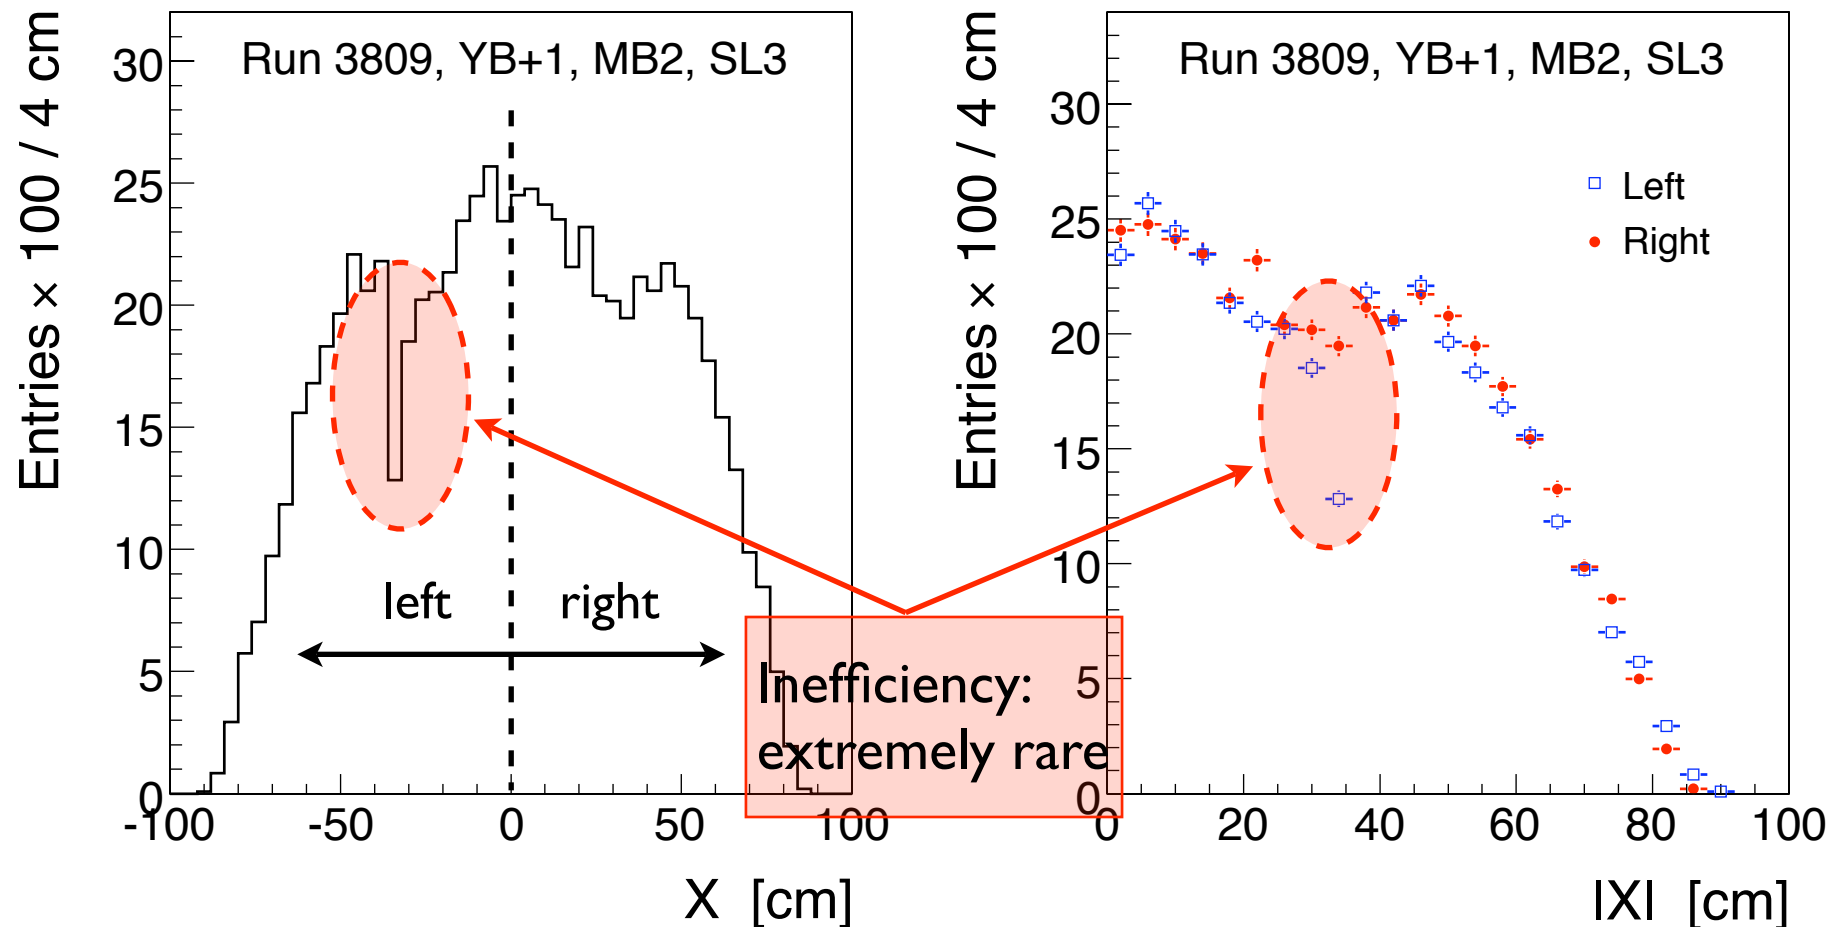 Run 3809, YB+1, MB2, SL3
Entries × 100 / 4 cm
30
25
20
15
10
5
0
left
right
-100
-50
0
50
100
X [cm]
Inefficiency:
extremely rare
Run 3809, YB+1, MB2, SL3
Entries × 100 / 4 cm
30
25
20
15
10
5
0
Left
Right
0
20
40
60
80
100
|X| [cm]